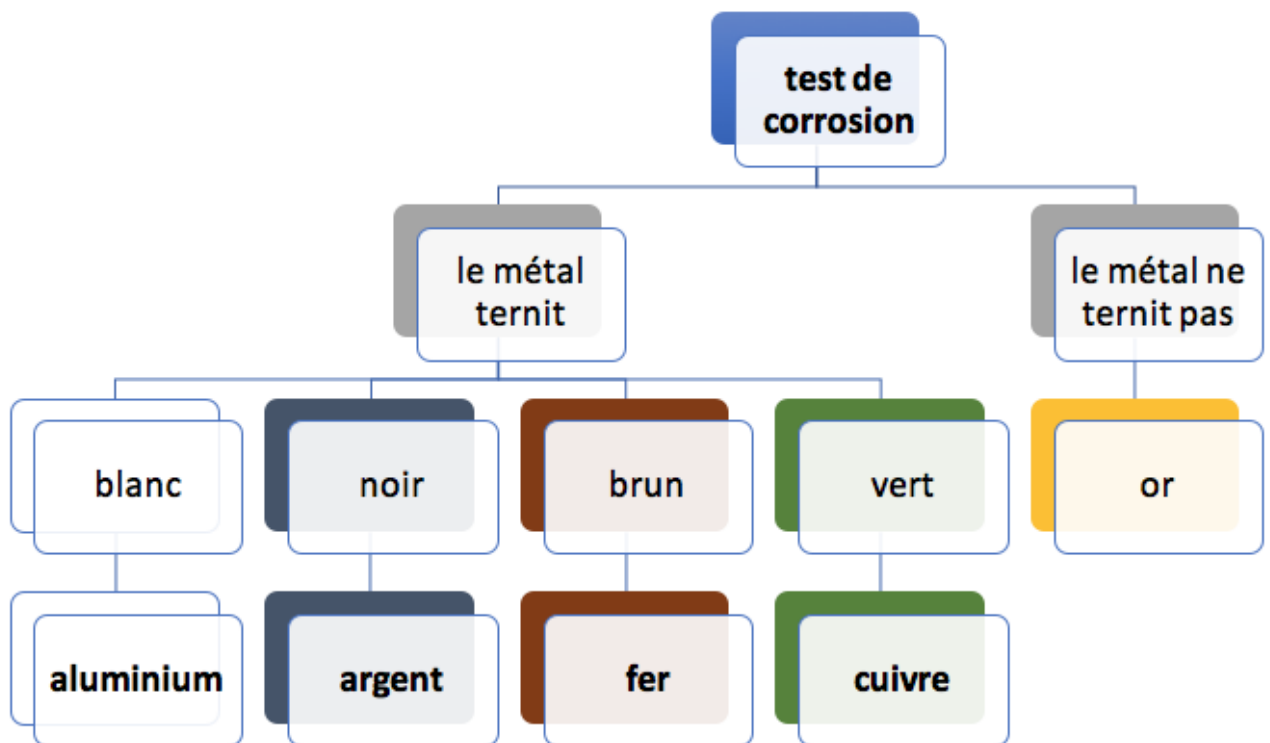 test de
corrosion
le métal
ternit
le métal ne
ternit pas
blanc
noir
brun
vert
or
aluminium
argent
fer
cuivre